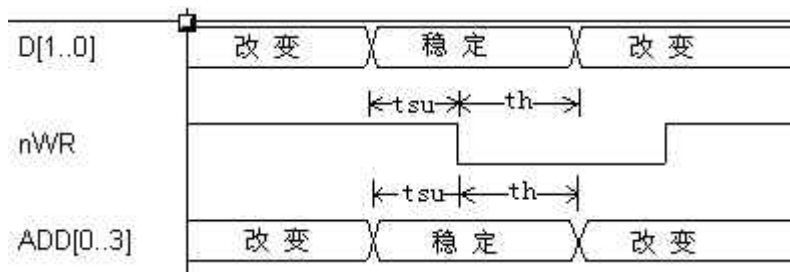 D[1..0] 改变 稳定 改变
tsu th
nWR
tsu th
ADD[0..3] 改变 稳定 改变